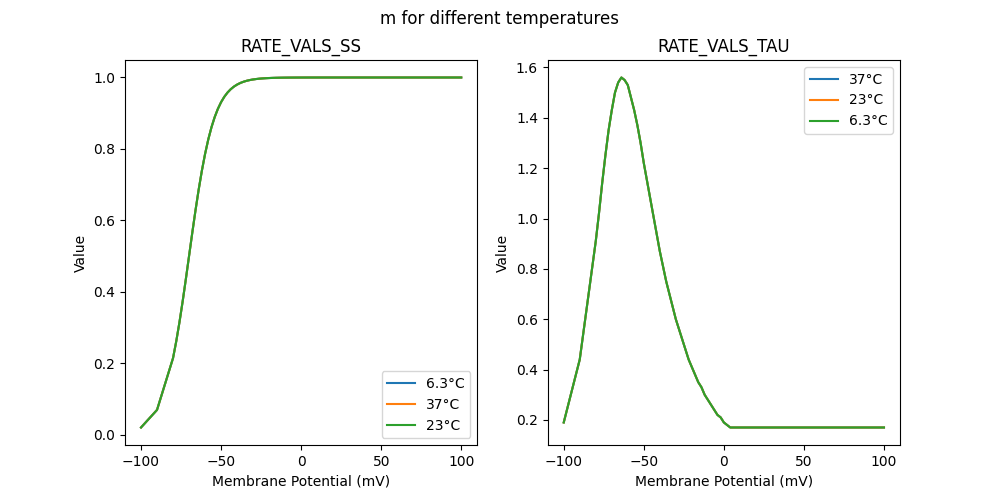 m for different temperatures
RATE_VALS_SS
1.0
0.8
0.6
0.4
0.2
0.0
Value
−100
−50
0
50
100
Membrane Potential (mV)
6.3°C
37°C
23°C
RATE_VALS_TAU
1.6
1.4
1.2
1.0
0.8
0.6
0.4
0.2
Value
−100
−50
0
50
100
Membrane Potential (mV)
37°C
23°C
6.3°C